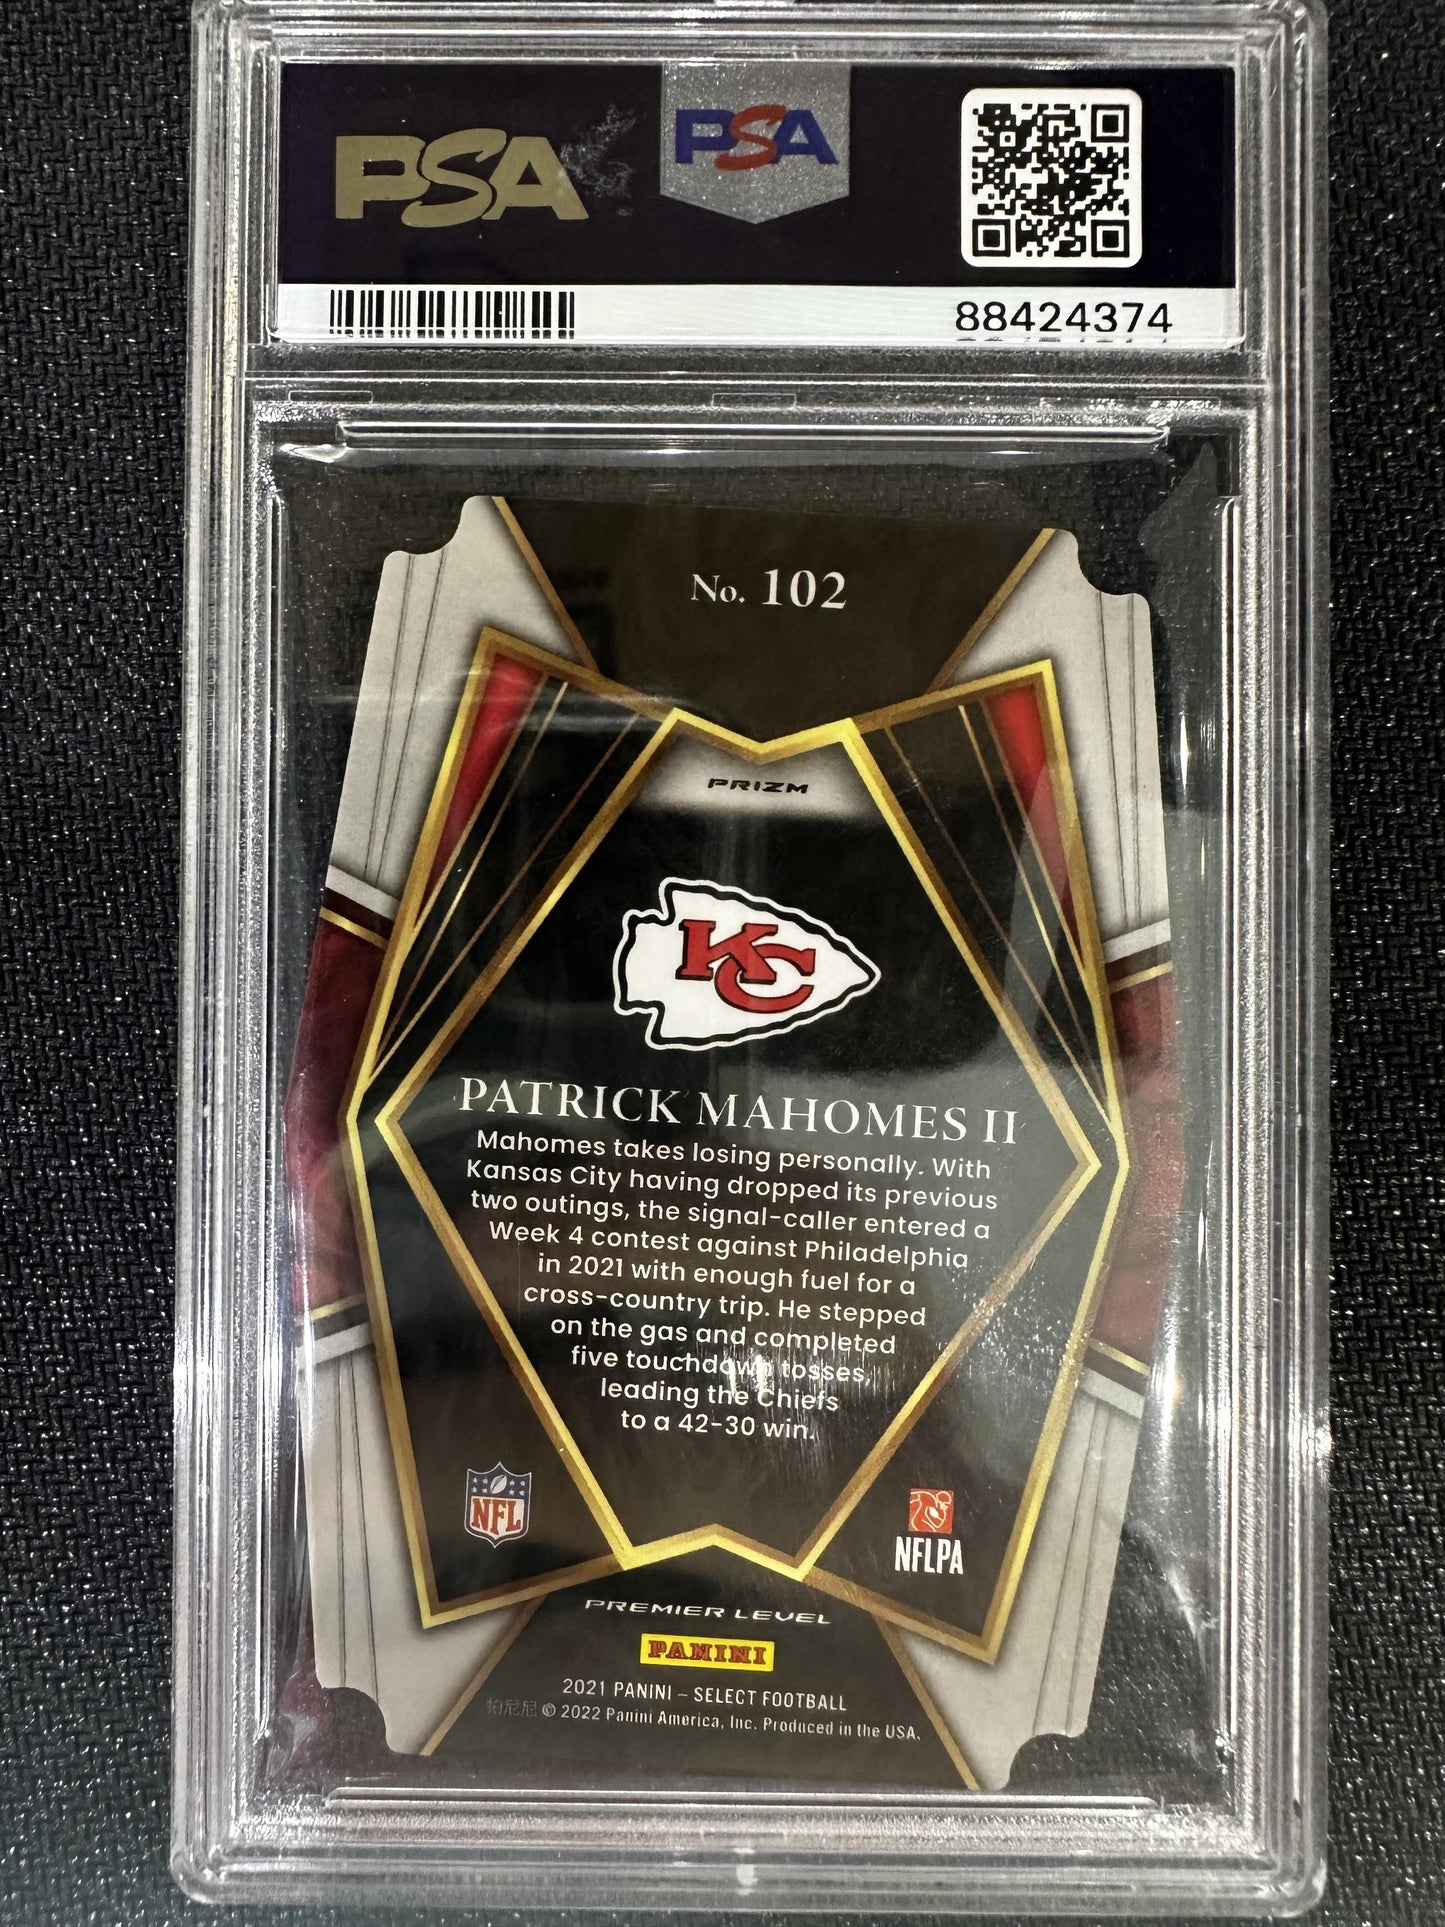 PSA
PSA
88424374
No. 102
PRIZM
KC
PATRICK MAHOMES II
Mahomes takes losing personally. With
Kansas City having dropped its previous
two outings, the signal-caller entered a
Week 4 contest against Philadelphia
in 2021 with enough fuel for a
cross-country trip. He stepped
on the gas and completed
five touchdown tosses,
leading the Chiefs
to a 42-30 win.
NFL
NFLPA
PREMIER LEVEL
PANINI
2021 PANINI – SELECT FOOTBALL
帕尼尼 © 2022 Panini America, Inc. Produced in the USA.